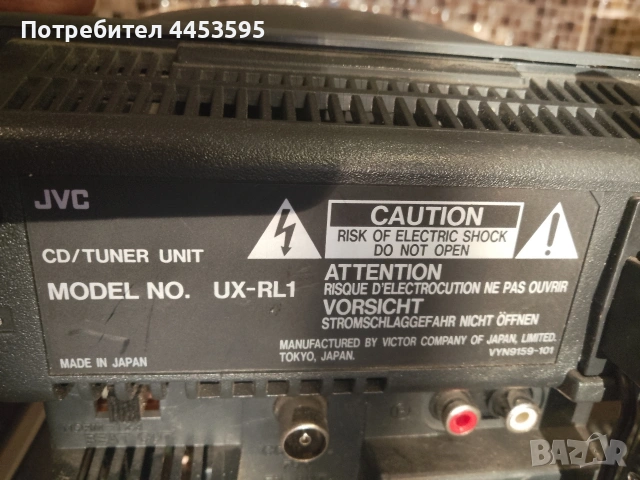 Потребител 4453595
JVC
CD/TUNER UNIT
MODEL NO. UX-RL1
CAUTION
RISK OF ELECTRIC SHOCK
DO NOT OPEN
ATTENTION
RISQUE D'ELECTROCUTION NE PAS OUVRIR
VORSICHT
STROMSCHLAGGEFAHR NICHT ÖFFNEN
MANUFACTURED BY VICTOR COMPANY OF JAPAN, LIMITED.
TOKYO, JAPAN.
VYN9159-101
MADE IN JAPAN
BAZAR